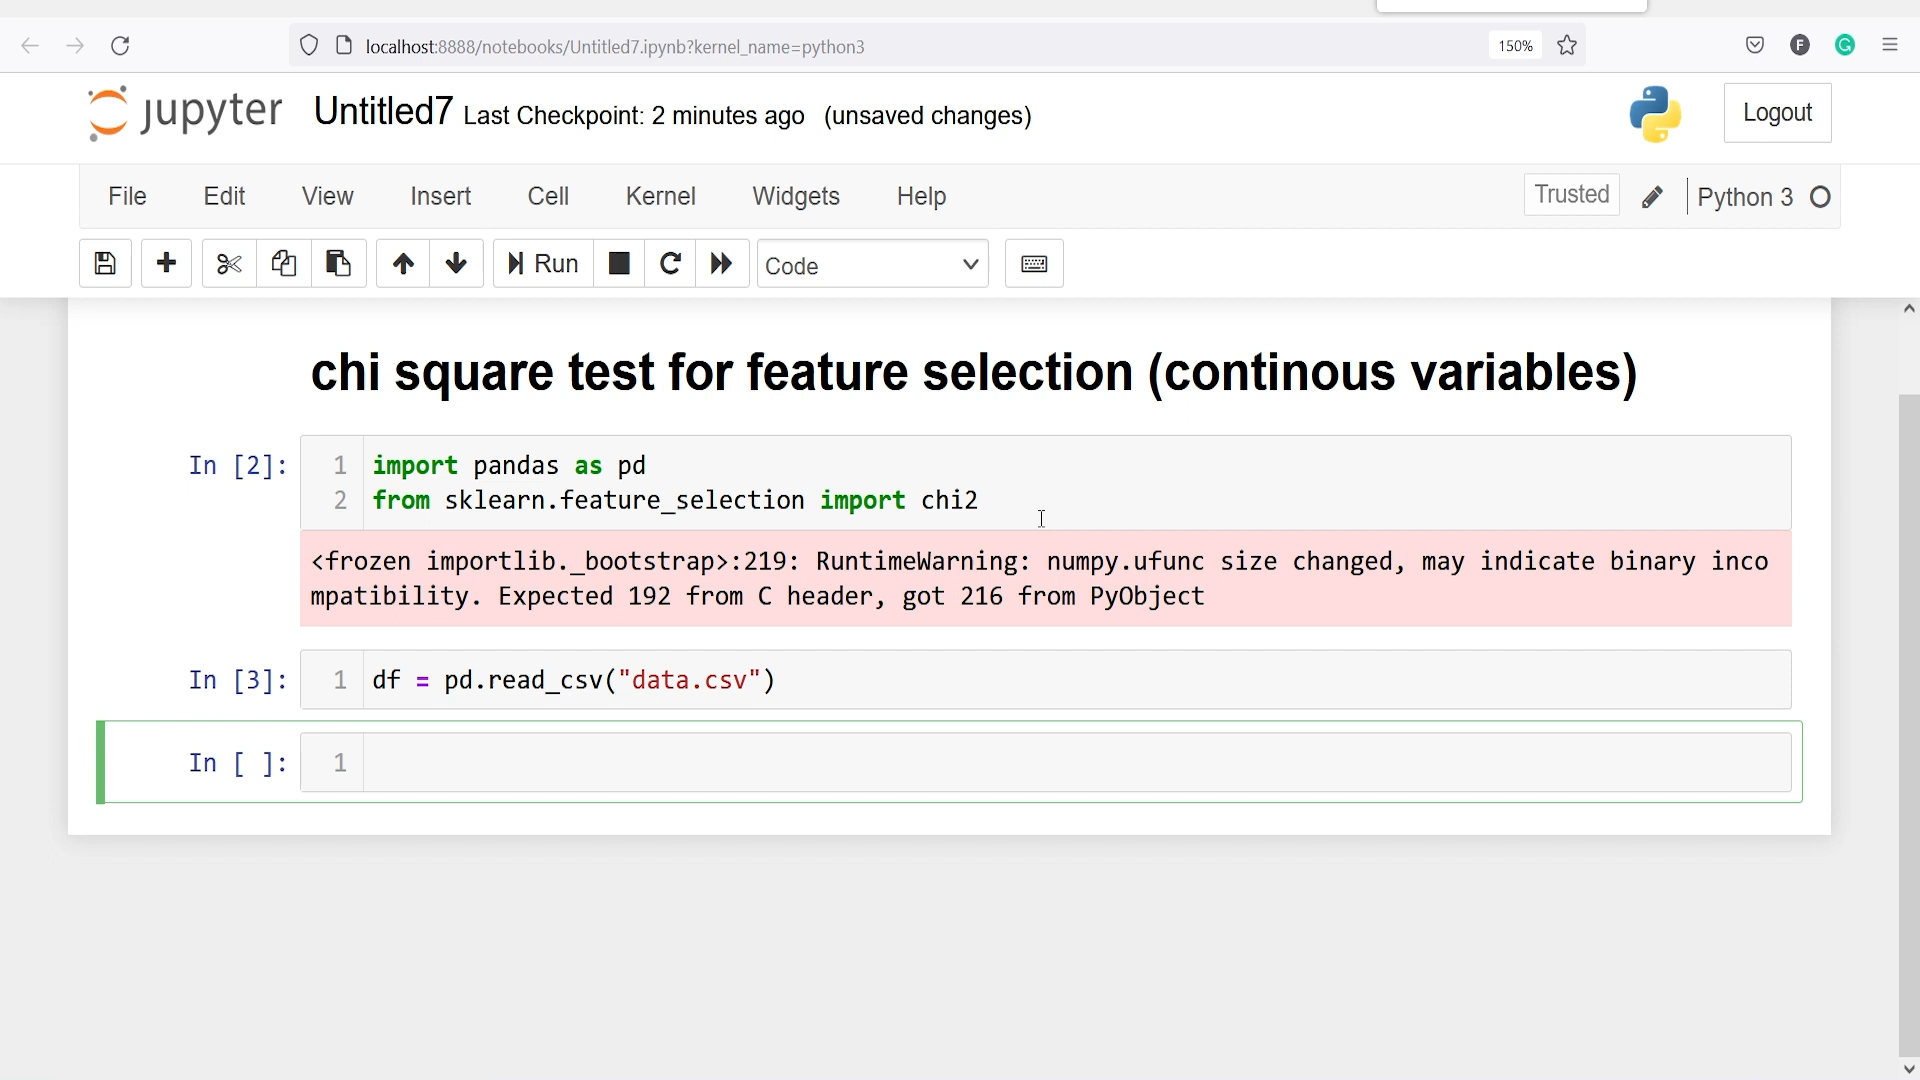 localhost:8888/notebooks/Untitled7.ipynb?kernel_name=python3
150%
F
G
jupyter Untitled7 Last Checkpoint: 2 minutes ago (unsaved changes)
Logout
File Edit View Insert Cell Kernel Widgets Help
Trusted
Python 3
Run
Code
chi square test for feature selection (continous variables)
In [2]:
1 import pandas as pd
2 from sklearn.feature_selection import chi2
<frozen importlib._bootstrap>:219: RuntimeWarning: numpy.ufunc size changed, may indicate binary inco
mpatibility. Expected 192 from C header, got 216 from PyObject
In [3]: 1 df = pd.read_csv("data.csv")
In [ ]: 1